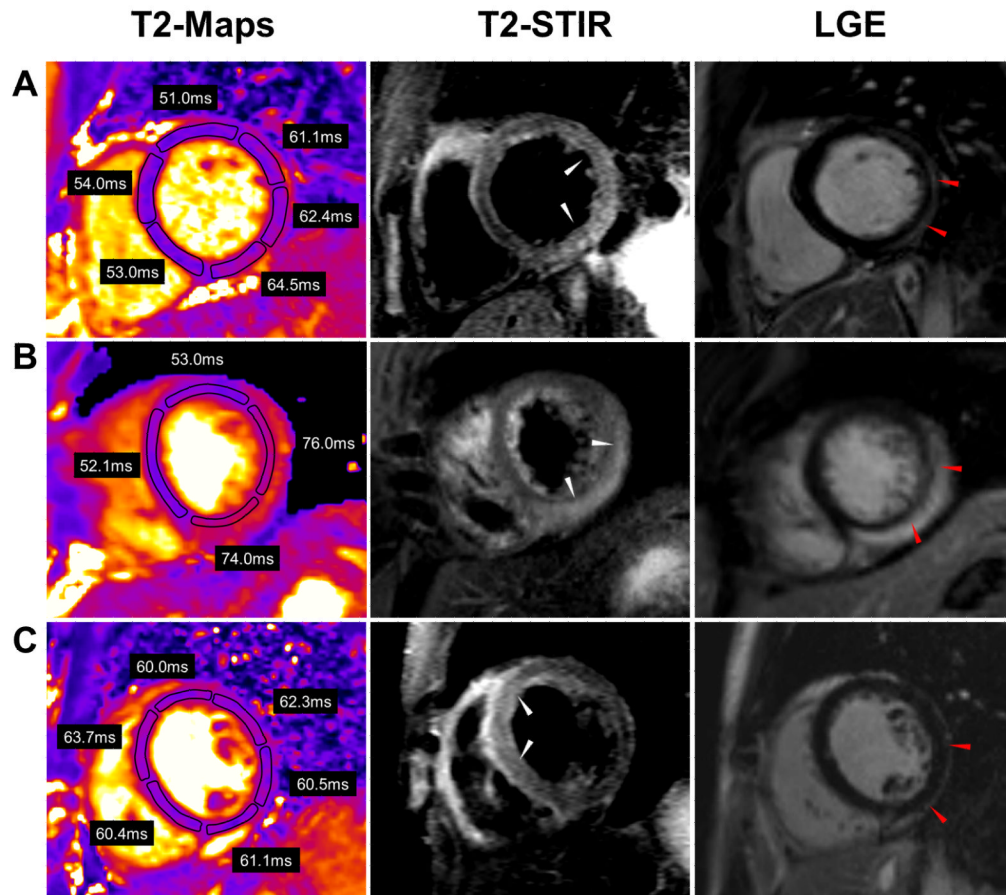 T2-Maps T2-STIR LGE
A
51.0ms
61.1ms
54.0ms
62.4ms
53.0ms
64.5ms
B
53.0ms
76.0ms
52.1ms
74.0ms
C
60.0ms
62.3ms
63.7ms
60.5ms
60.4ms
61.1ms